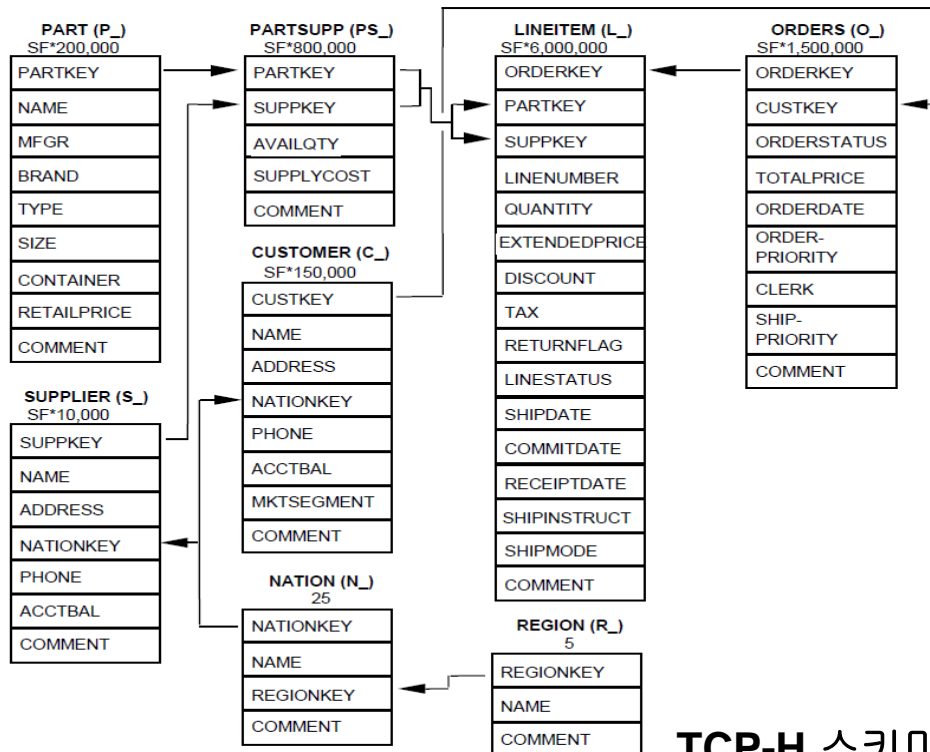 PART (P_)
SF*200,000
PARTKEY
NAME
MFGR
BRAND
TYPE
SIZE
CONTAINER
RETAILPRICE
COMMENT
SUPPLIER (S_)
SF*10,000
SUPPKEY
NAME
ADDRESS
NATIONKEY
PHONE
ACCTBAL
COMMENT
PARTSUPP (PS_)
SF*800,000
PARTKEY
SUPPKEY
AVAILQTY
SUPPLYCOST
COMMENT
CUSTOMER (C_)
SF*150,000
CUSTKEY
NAME
ADDRESS
NATIONKEY
PHONE
ACCTBAL
MKTSEGMENT
COMMENT
NATION (N_)
25
NATIONKEY
NAME
REGIONKEY
COMMENT
LINEITEM (L_)
SF*6,000,000
ORDERKEY
PARTKEY
SUPPKEY
LINENUMBER
QUANTITY
EXTENDEDPRICE
DISCOUNT
TAX
RETURNFLAG
LINESTATUS
SHIPDATE
COMMITDATE
RECEIPTDATE
SHIPINSTRUCT
SHIPMODE
COMMENT
REGION (R_)
5
REGIONKEY
NAME
COMMENT
ORDERS (O_)
SF*1,500,000
ORDERKEY
CUSTKEY
ORDERSTATUS
TOTALPRICE
ORDERDATE
ORDER-
PRIORITY
CLERK
SHIP-
PRIORITY
COMMENT
TCP-H